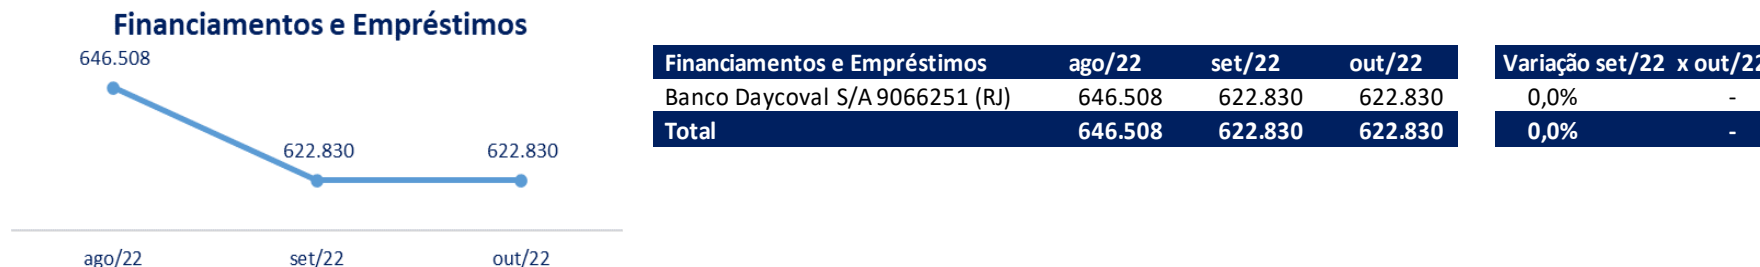 Financiamentos e Empréstimos
646.508
622.830 622.830
ago/22 set/22 out/22
Financiamentos e Empréstimos ago/22 set/22 out/22 Variação set/22 x out/22
Banco Daycoval S/A 9066251 (RJ) 646.508 622.830 622.830 0,0% -
Total 646.508 622.830 622.830 0,0% -